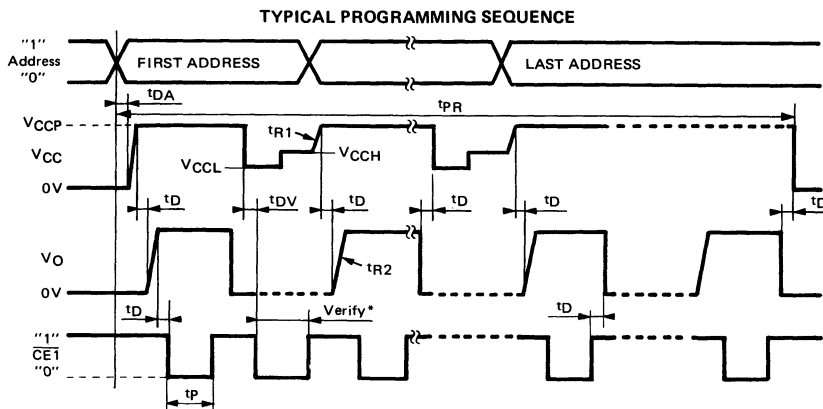 TYPICAL PROGRAMMING SEQUENCE
"1"
Address
"0"
FIRST ADDRESS
LAST ADDRESS
tDA
tPR
VCCP
tR1
VCC
VCCL
VCCH
0V
tD
tDV
tD
tD
tD
tD
VO
tR2
0V
tD
Verify*
tD
"1"
CE1
"0"
tP